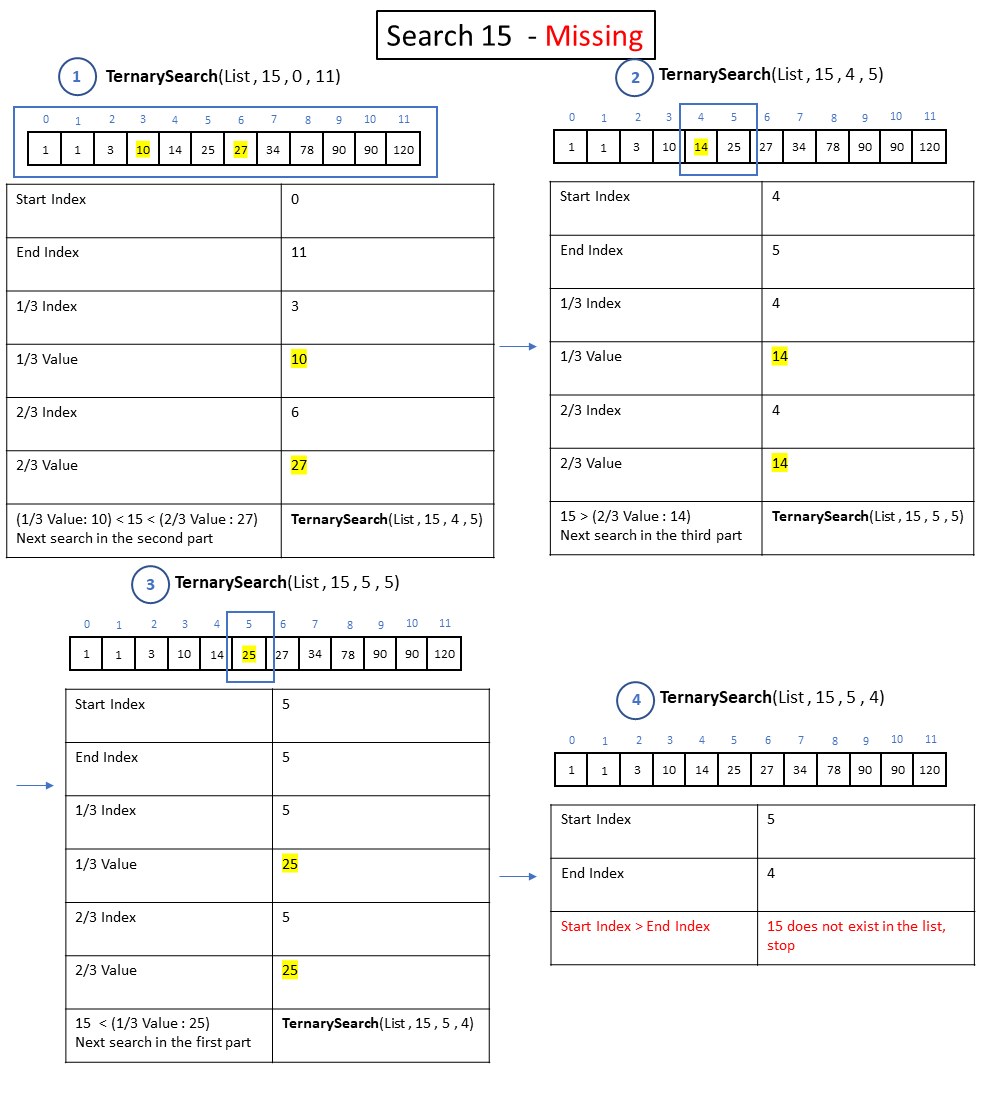 Search 15 - Missing
1 TernarySearch(List , 15 , 0 , 11)
0 1 2 3 4 5 6 7 8 9 10 11
1 1 3 10 14 25 27 34 78 90 90 120
Start Index 0
End Index 11
1/3 Index 3
1/3 Value 10
2/3 Index 6
2/3 Value 27
(1/3 Value: 10) < 15 < (2/3 Value : 27) TernarySearch(List , 15 , 4 , 5)
Next search in the second part
2 TernarySearch(List , 15 , 4 , 5)
0 1 2 3 4 5 6 7 8 9 10 11
1 1 3 10 14 25 27 34 78 90 90 120
Start Index 4
End Index 5
1/3 Index 4
1/3 Value 14
2/3 Index 4
2/3 Value 14
15 > (2/3 Value : 14) TernarySearch(List , 15 , 5 , 5)
Next search in the third part
3 TernarySearch(List , 15 , 5 , 5)
0 1 2 3 4 5 6 7 8 9 10 11
1 1 3 10 14 25 27 34 78 90 90 120
Start Index 5
End Index 5
1/3 Index 5
1/3 Value 25
2/3 Index 5
2/3 Value 25
15 < (1/3 Value : 25) TernarySearch(List , 15 , 5 , 4)
Next search in the first part
4 TernarySearch(List , 15 , 5 , 4)
0 1 2 3 4 5 6 7 8 9 10 11
1 1 3 10 14 25 27 34 78 90 90 120
Start Index 5
End Index 4
Start Index > End Index 15 does not exist in the list,
stop